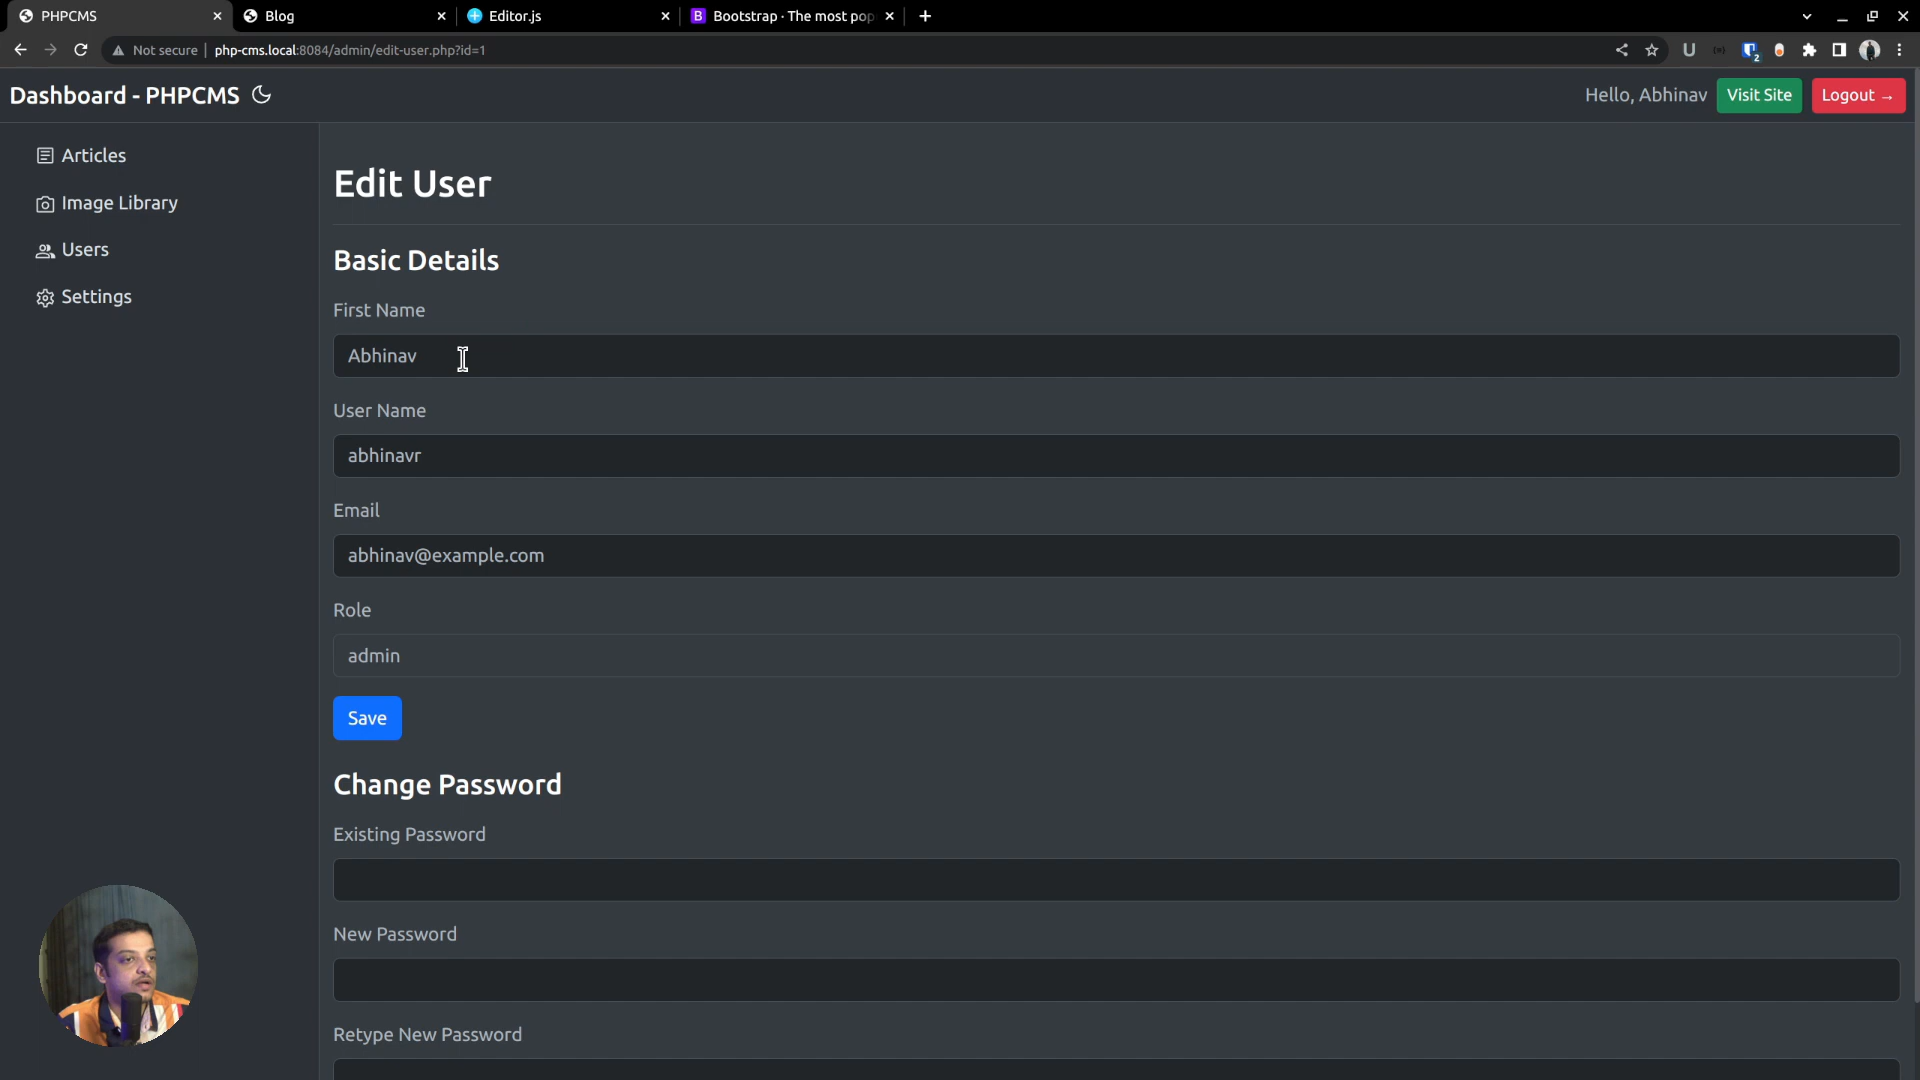 PHPCMS
Blog
Editor.js
B Bootstrap · The most pop
Not secure | php-cms.local:8084/admin/edit-user.php?id=1
U
2
Dashboard - PHPCMS
Hello, Abhinav
Visit Site
Logout →
Articles
Image Library
Users
Settings
Edit User
Basic Details
First Name
Abhinav
User Name
abhinavr
Email
abhinav@example.com
Role
admin
Save
Change Password
Existing Password
New Password
Retype New Password